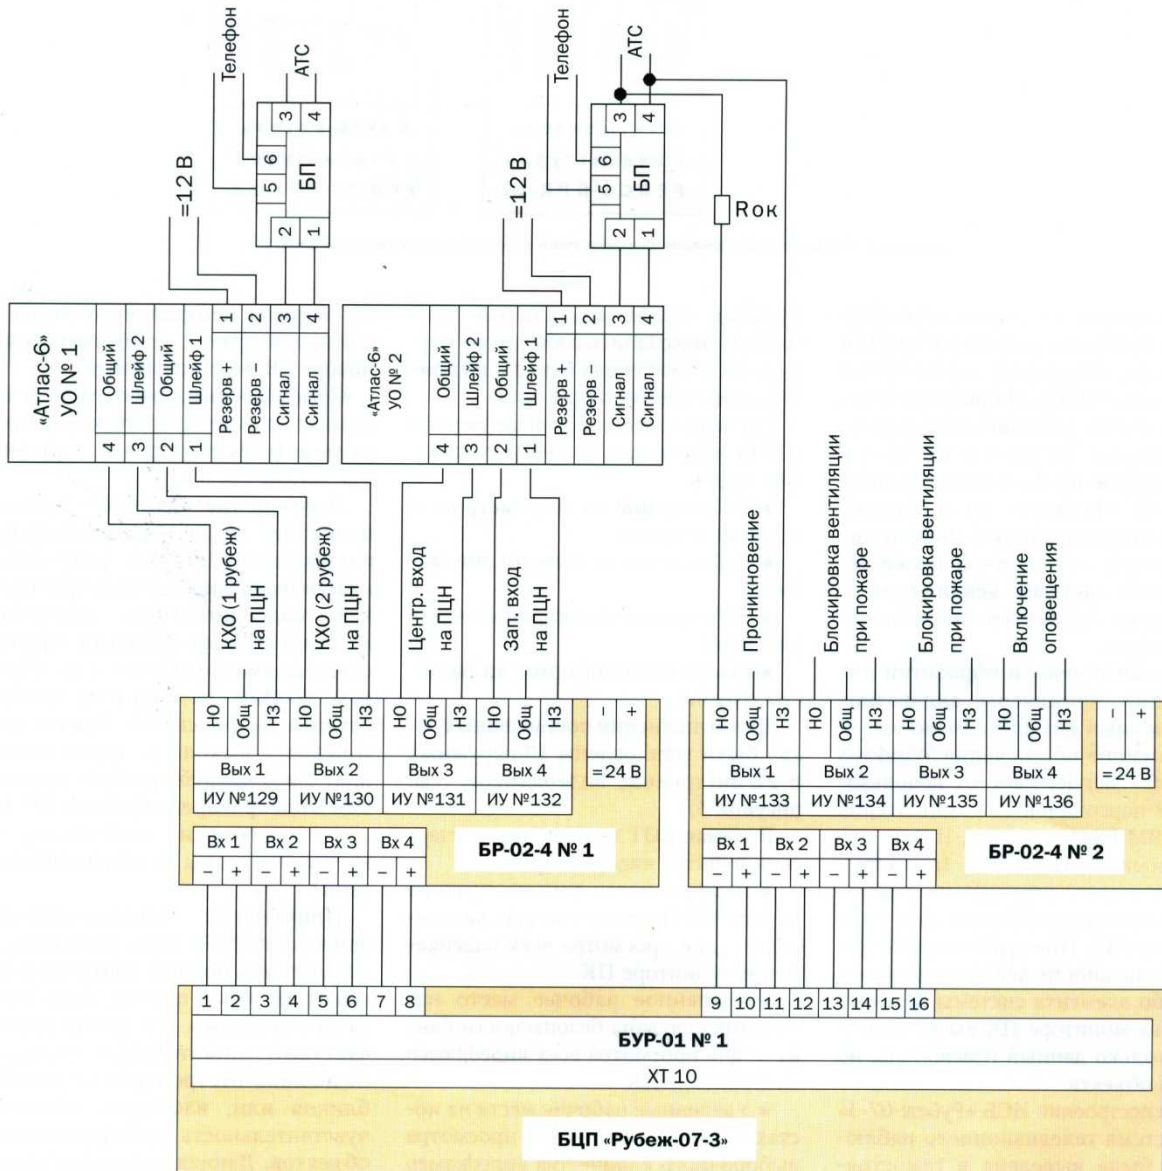 Телефон
АТС
Телефон
АТС
=12 В
5
6
3
4
БП
2
1
=12 В
5
6
3
4
БП
2
1
Rок
«Атлас-6»
УО № 1
4 Общий
3 Шлейф 2
2 Общий
1 Шлейф 1
Резерв + 1
Резерв – 2
Сигнал 3
Сигнал 4
«Атлас-6»
УО № 2
4 Общий
3 Шлейф 2
2 Общий
1 Шлейф 1
Резерв + 1
Резерв – 2
Сигнал 3
Сигнал 4
КХО (1 рубеж)
на ПЦН
КХО (2 рубеж)
на ПЦН
Центр. вход
на ПЦН
Зап. вход
на ПЦН
Проникновение
Блокировка вентиляции
при пожаре
Блокировка вентиляции
при пожаре
Включение
оповещения
НО Общ НЗ НО Общ НЗ НО Общ НЗ НО Общ НЗ – +
Вых 1 Вых 2 Вых 3 Вых 4 =24 В
ИУ №129 ИУ №130 ИУ №131 ИУ №132
Вх 1 Вх 2 Вх 3 Вх 4
– + – + – + – +
БР-02-4 № 1
НО Общ НЗ НО Общ НЗ НО Общ НЗ НО Общ НЗ – +
Вых 1 Вых 2 Вых 3 Вых 4 =24 В
ИУ №133 ИУ №134 ИУ №135 ИУ №136
Вх 1 Вх 2 Вх 3 Вх 4
– + – + – + – +
БР-02-4 № 2
1 2 3 4 5 6 7 8 9 10 11 12 13 14 15 16
БУР-01 № 1
ХТ 10
БЦП «Рубеж-07-3»